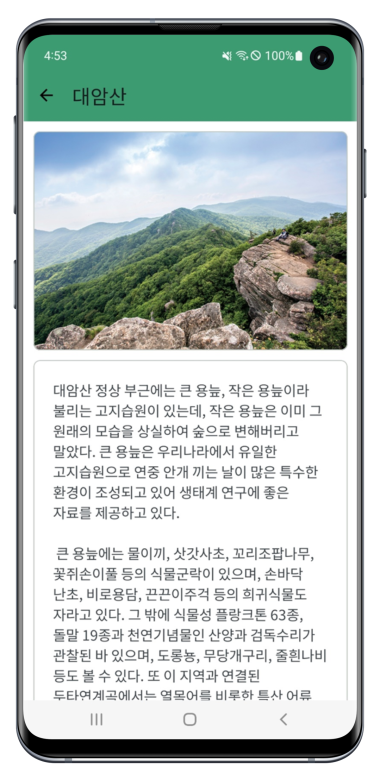 4:53
100%
대암산
대암산 정상 부근에는 큰 용늪, 작은 용늪이라
불리는 고지습원이 있는데, 작은 용늪은 이미 그
원래의 모습을 상실하여 숲으로 변해버리고
말았다. 큰 용늪은 우리나라에서 유일한
고지습원으로 연중 안개 끼는 날이 많은 특수한
환경이 조성되고 있어 생태계 연구에 좋은
자료를 제공하고 있다.
큰 용늪에는 물이끼, 삿갓사초, 꼬리조팝나무,
꽃쥐손이풀 등의 식물군락이 있으며, 손바닥
난초, 비로용담, 끈끈이주걱 등의 희귀식물도
자라고 있다. 그 밖에 식물성 플랑크톤 63종,
돌말 19종과 천연기념물인 산양과 검독수리가
관찰된 바 있으며, 도롱뇽, 무당개구리, 줄흰나비
등도 볼 수 있다. 또 이 지역과 연결된
두타연계곡에서는 열목어를 비롯한 특산 어류